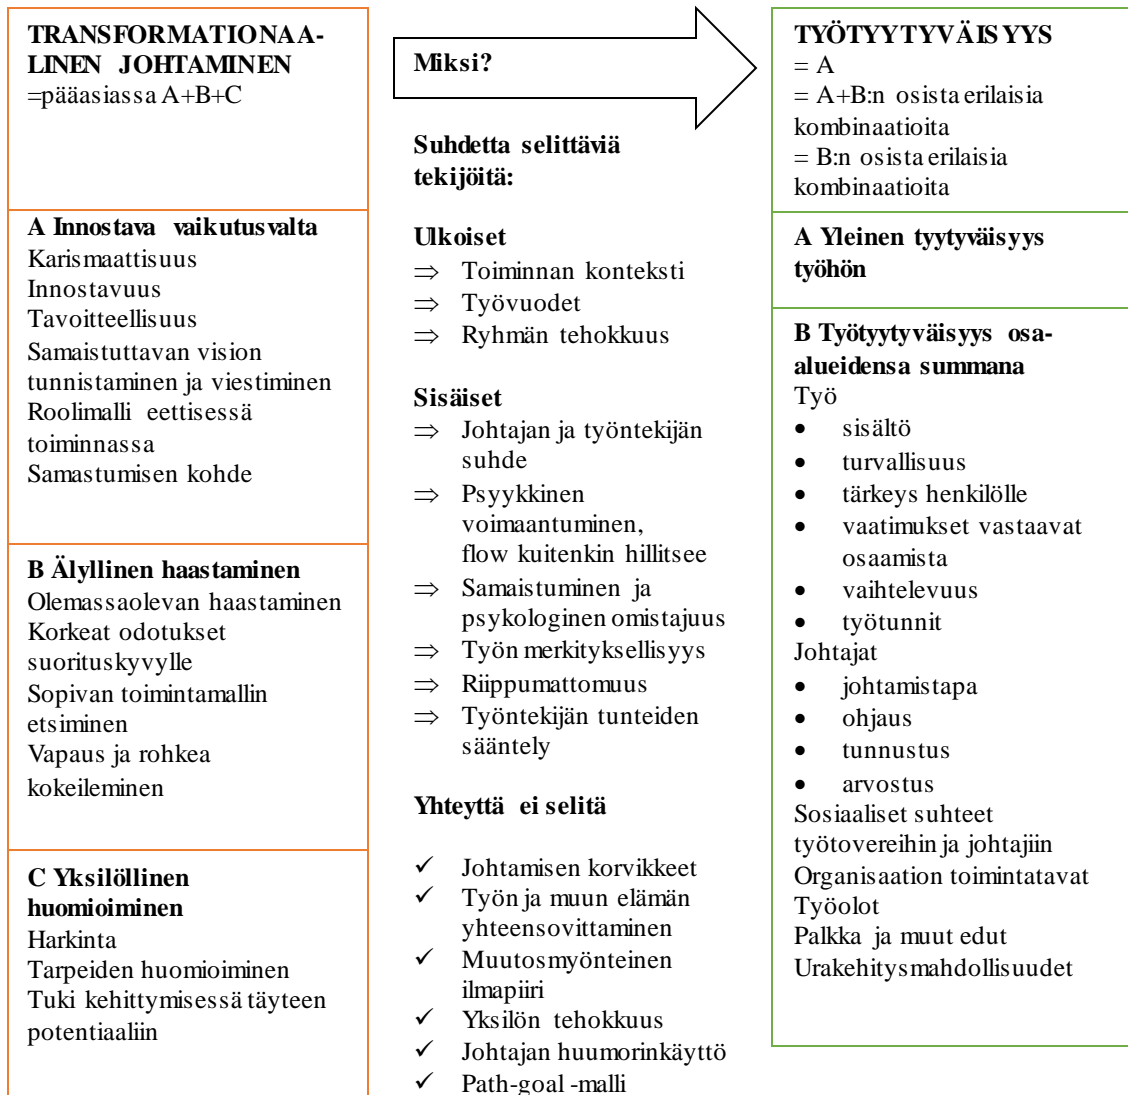 TRANSFORMATIONAA-
LINEN JOHTAMINEN
=pääasiassa A+B+C
A Innostava vaikutusvalta
Karismaattisuus
Innostavuus
Tavoitteellisuus
Samaistuttavan vision
tunnistaminen ja viestiminen
Roolimalli eettisessä
toiminnassa
Samastumisen kohde
B Älyllinen haastaminen
Olemassaolevan haastaminen
Korkeat odotukset
suorituskyvylle
Sopivan toimintamallin
etsiminen
Vapaus ja rohkea
kokeileminen
C Yksilöllinen
huomioiminen
Harkinta
Tarpeiden huomioiminen
Tuki kehittymisessä täyteen
potentiaaliin
Miksi?
Suhdetta selittäviä
tekijöitä:
Ulkoiset
⇒ Toiminnan konteksti
⇒ Työvuodet
⇒ Ryhmän tehokkuus
Sisäiset
⇒ Johtajan ja työntekijän
suhde
⇒ Psyykkinen
voimaantuminen,
flow kuitenkin hillitsee
⇒ Samaistuminen ja
psykologinen omistajuus
⇒ Työn merkityksellisyys
⇒ Riippumattomuus
⇒ Työntekijän tunteiden
sääntely
Yhteyttä ei selitä
✓ Johtamisen korvikkeet
✓ Työn ja muun elämän
yhteensovittaminen
✓ Muutosmyönteinen
ilmapiiri
✓ Yksilön tehokkuus
✓ Johtajan huumorinkäyttö
✓ Path-goal -malli
TYÖTYYTYVÄISYYS
= A
= A+B:n osista erilaisia
kombinaatioita
= B:n osista erilaisia
kombinaatioita
A Yleinen tyytyväisyys
työhön
B Työtyytyväisyys osa-
alueidensa summana
Työ
• sisältö
• turvallisuus
• tärkeys henkilölle
• vaatimukset vastaavat
osaamista
• vaihtelevuus
• työtunnit
Johtajat
• johtamistapa
• ohjaus
• tunnustus
• arvostus
Sosiaaliset suhteet
työtovereihin ja johtajiin
Organisaation toimintatavat
Työolot
Palkka ja muut edut
Urakehitysmahdollisuudet